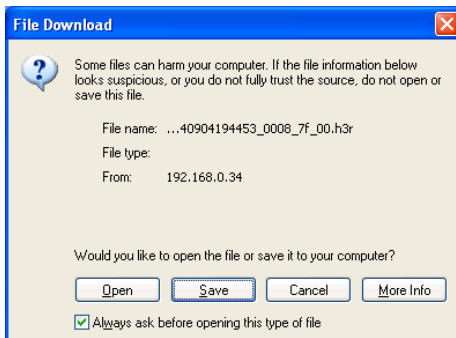 File Download
Some files can harm your computer. If the file information below
looks suspicious, or you do not fully trust the source, do not open or
save this file.
File name: ...40904194453_0008_7f_00.h3r
File type:
From: 192.168.0.34
Would you like to open the file or save it to your computer?
Open Save Cancel More Info
Always ask before opening this type of file